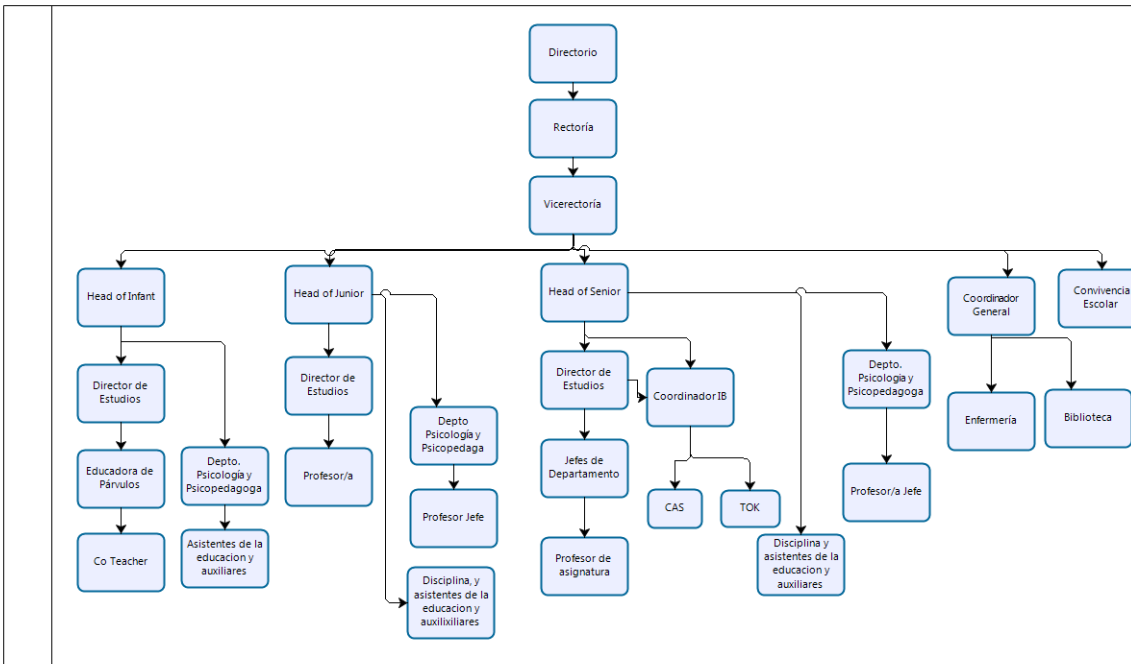 Directorio
Rectoría
Vicerectoría
Head of Infant
Head of Junior
Head of Senior
Coordinador
General
Convivencia
Escolar
Director de
Estudios
Director de
Estudios
Director de
Estudios
Coordinador IB
Depto.
Psicologia y
Psicopedagoga
Enfermería
Biblioteca
Depto
Psicología y
Psicopedaga
Educadora de
Párvulos
Depto.
Psicología y
Psicopedagoga
Profesor/a
Jefes de
Departamento
Profesor/a Jefe
Profesor Jefe
CAS
TOK
Co Teacher
Asistentes de la
educacion y
auxiliares
Profesor de
asignatura
Disciplina y
asistentes de la
educacion y
auxiliares
Disciplina, y
asistentes de la
educacion y
auxilixiliares